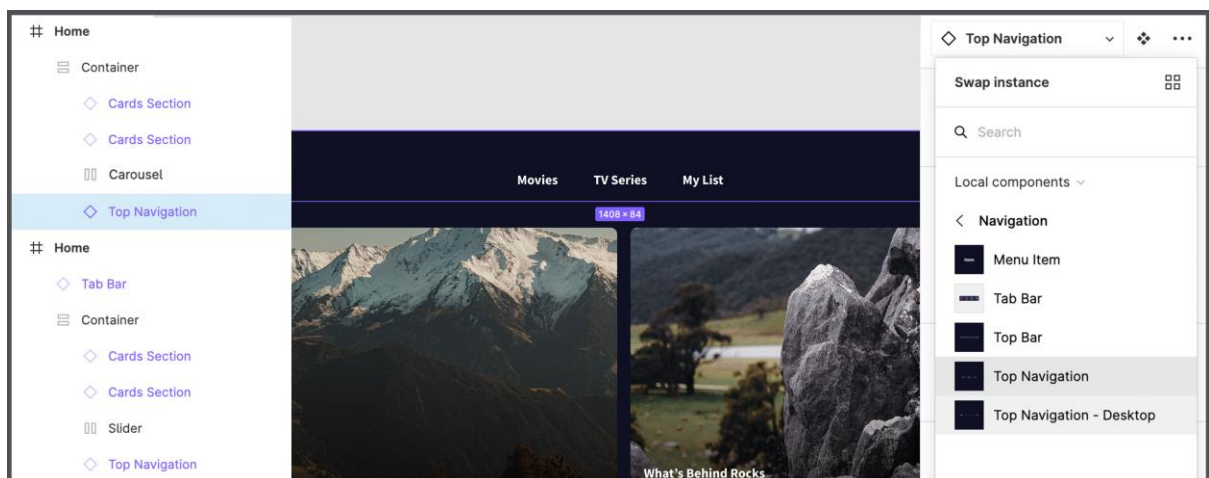 Home
Container
Cards Section
Cards Section
Carousel
Top Navigation
Home
Tab Bar
Container
Cards Section
Cards Section
Slider
Top Navigation
Movies TV Series My List
1408 × 84
What's Behind Rocks
Top Navigation
Swap instance
Search
Local components
Navigation
Menu Item
Tab Bar
Top Bar
Top Navigation
Top Navigation - Desktop